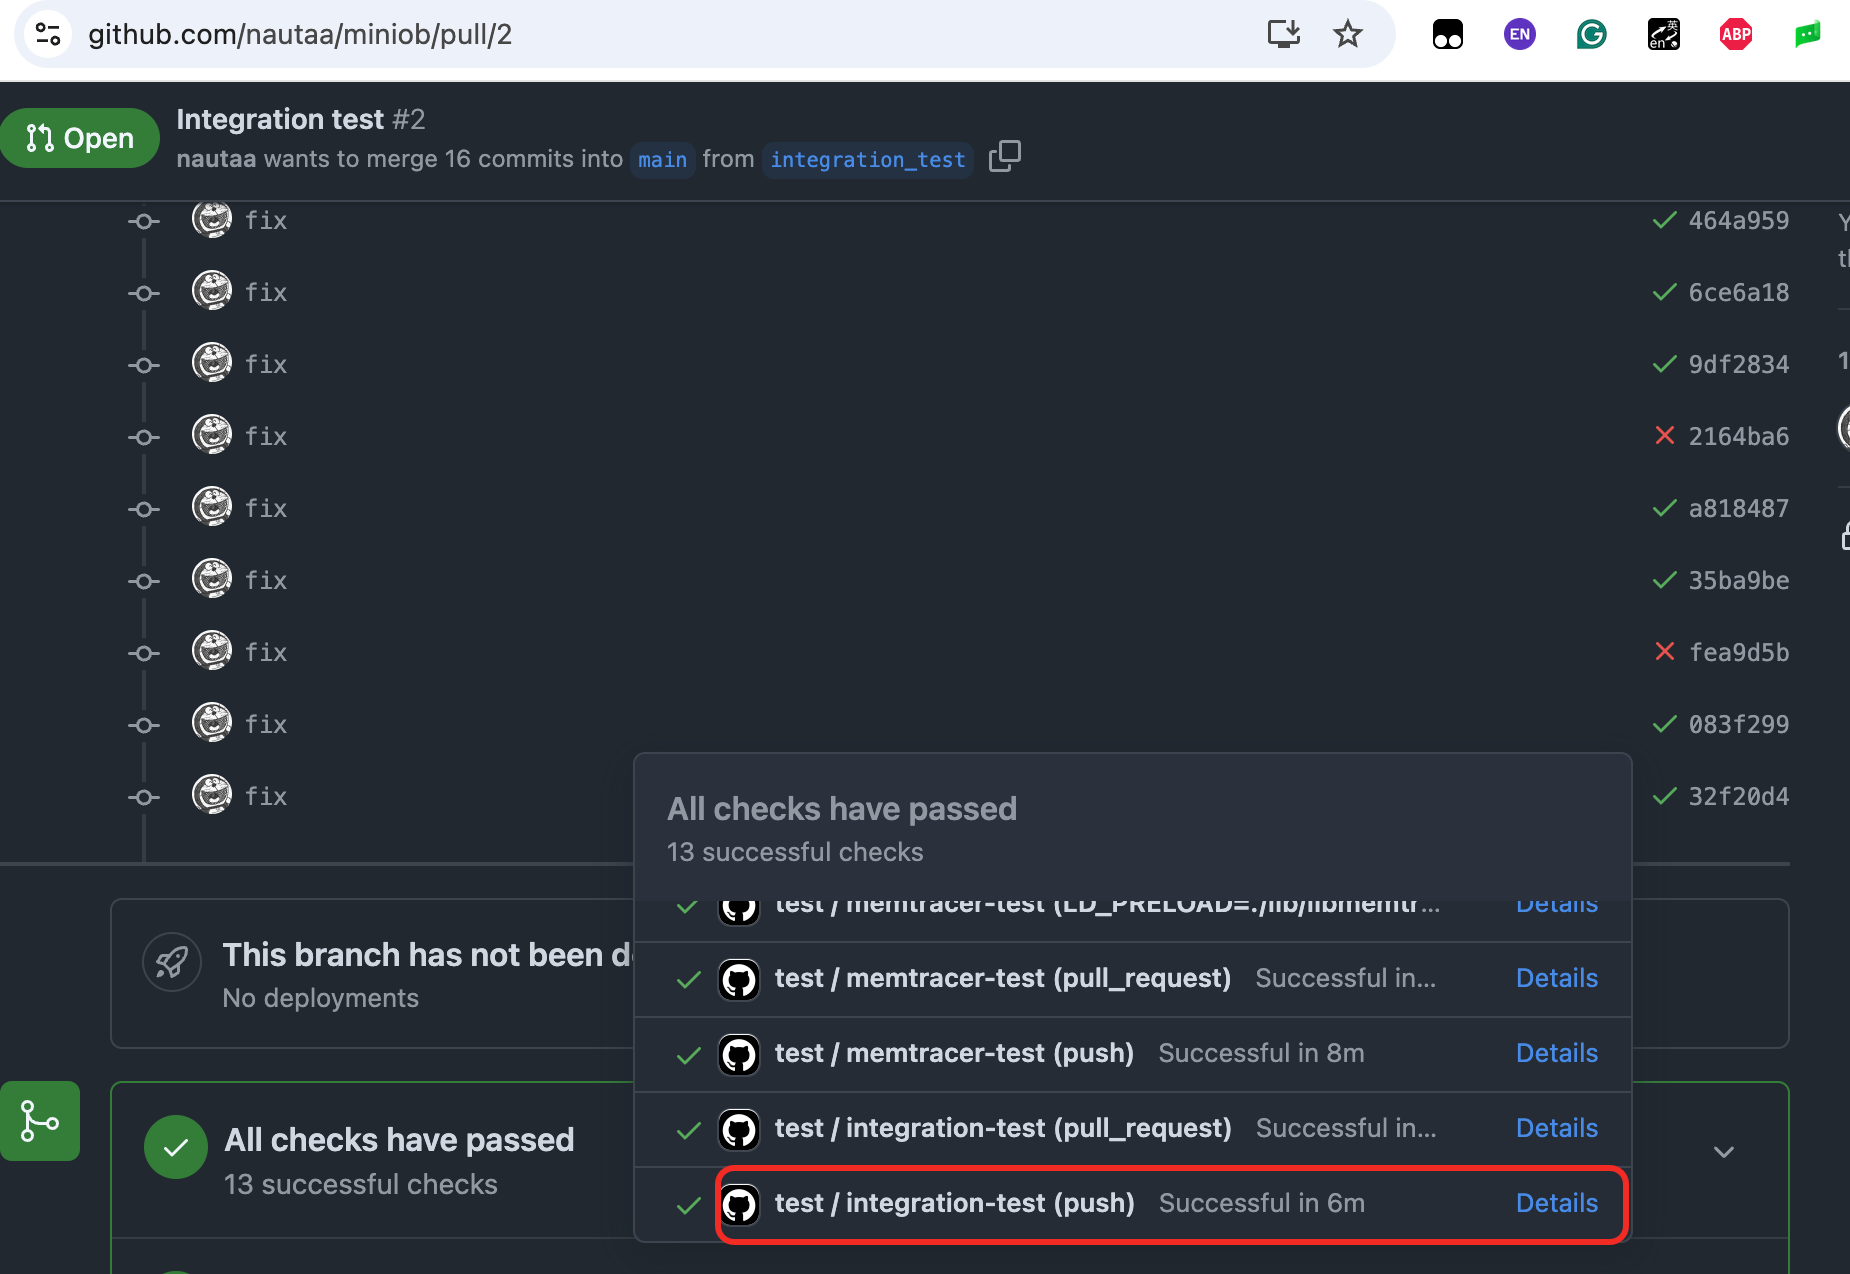 github.com/nautaa/miniob/pull/2
EN
英
en
ABP
Open
Integration test #2
nautaa wants to merge 16 commits into main from integration_test
fix 464a959
fix 6ce6a18
fix 9df2834
fix 2164ba6
fix a818487
fix 35ba9be
fix fea9d5b
fix 083f299
fix 32f20d4
All checks have passed
13 successful checks
test / memtracer-test (LD_PRELOAD=./lib/libmemtr... Details
test / memtracer-test (pull_request) Successful in... Details
test / memtracer-test (push) Successful in 8m Details
test / integration-test (pull_request) Successful in... Details
test / integration-test (push) Successful in 6m Details
This branch has not been d
No deployments
All checks have passed
13 successful checks